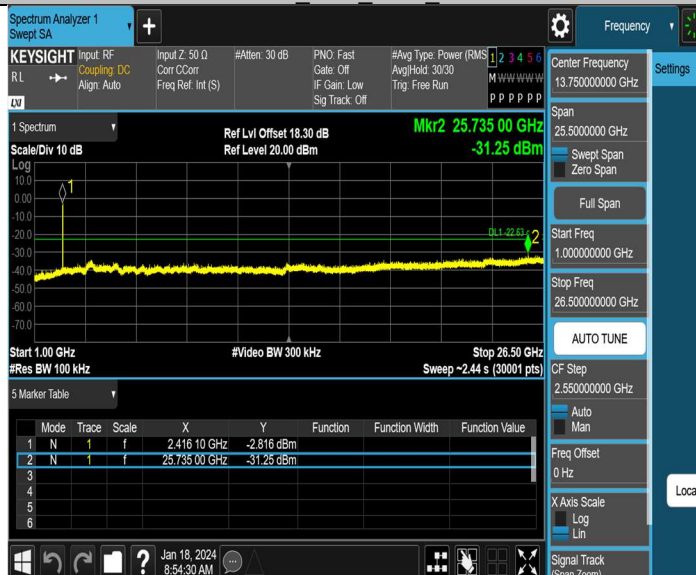 Spectrum Analyzer 1
Swept SA
+
Frequency
KEYSIGHT
RL
LXI
Input: RF
Coupling: DC
Align: Auto
Input Z: 50 Ω
Corr CCorr
Freq Ref: Int (S)
#Atten: 30 dB
PNO: Fast
Gate: Off
IF Gain: Low
Sig Track: Off
#Avg Type: Power (RMS
Avg|Hold: 30/30
Trig: Free Run
1 2 3 4 5 6
M W W W W W
P P P P P P
1 Spectrum
Scale/Div 10 dB
Ref Lvl Offset 18.30 dB
Ref Level 20.00 dBm
Mkr2 25.735 00 GHz
-31.25 dBm
Log
10.0
0.00
-10.0
-20.0
-30.0
-40.0
-50.0
-60.0
-70.0
1
DL1 -22.63
2
Start 1.00 GHz
#Res BW 100 kHz
#Video BW 300 kHz
Stop 26.50 GHz
Sweep ~2.44 s (30001 pts)
5 Marker Table
Mode Trace Scale X Y Function Function Width Function Value
1 N 1 f 2.416 10 GHz -2.816 dBm
2 N 1 f 25.735 00 GHz -31.25 dBm
3
4
5
6
?
Jan 18, 2024
8:54:30 AM
Center Frequency
13.750000000 GHz
Span
25.5000000 GHz
Swept Span
Zero Span
Full Span
Start Freq
1.000000000 GHz
Stop Freq
26.500000000 GHz
AUTO TUNE
CF Step
2.550000000 GHz
Auto
Man
Freq Offset
0 Hz
X Axis Scale
Log
Lin
Signal Track
(Span Zoom)
Settings
Loca